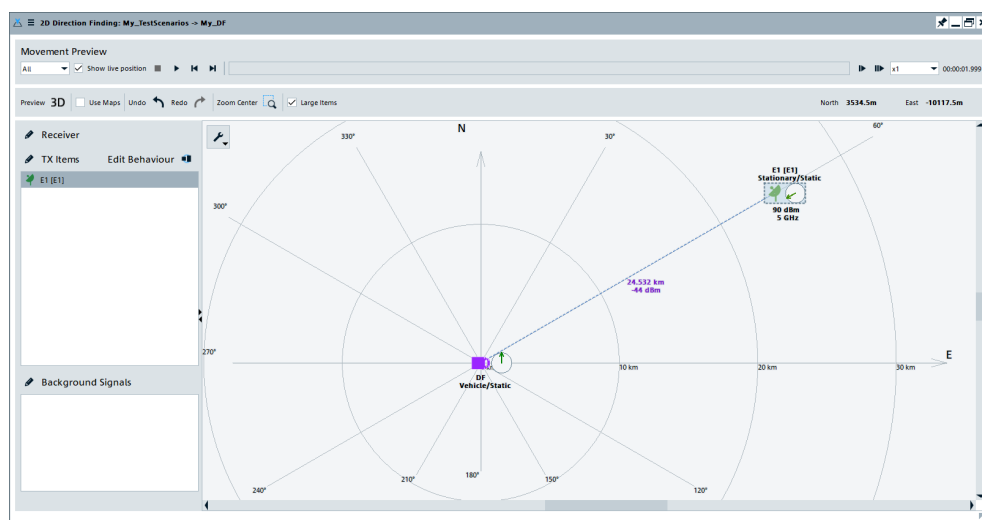 2D Direction Finding: My_TestScenarios -> My_DF
Movement Preview
All
Show live position
x1
00:00:01.999
Preview 3D Use Maps Undo Redo Zoom Center Large Items
North 3534.5m East -10117.5m
Receiver
TX Items Edit Behaviour
E1 [E1]
Background Signals
N
330°
30°
60°
300°
E1 [E1]
Stationary/Static
90 dBm
5 GHz
24.532 km
-44 dBm
270°
E
10 km
20 km
30 km
DF
Vehicle/Static
240°
210°
180°
150°
120°